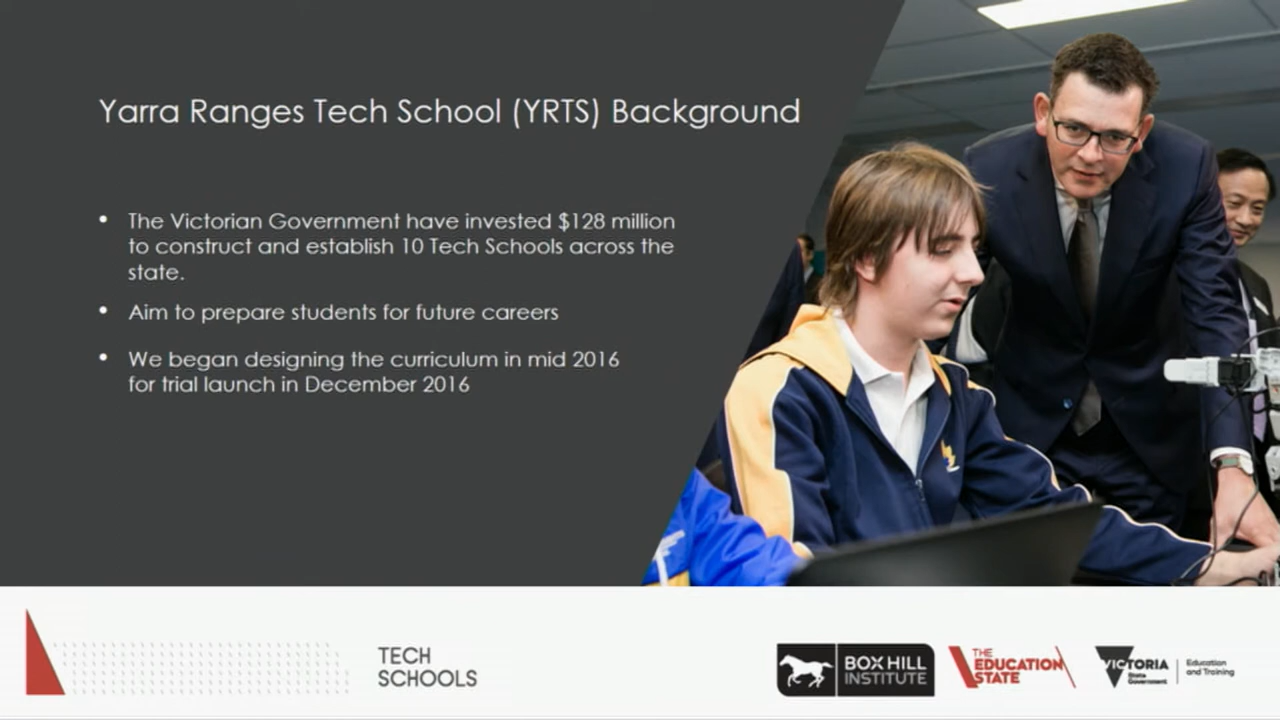 Yarra Ranges Tech School (YRTS) Background
• The Victorian Government have invested $128 million
to construct and establish 10 Tech Schools across the
state.
• Aim to prepare students for future careers
• We began designing the curriculum in mid 2016
for trial launch in December 2016
TECH
SCHOOLS
BOX HILL
INSTITUTE
THE
EDUCATION
STATE
VICTORIA
State
Government
Education
and Training